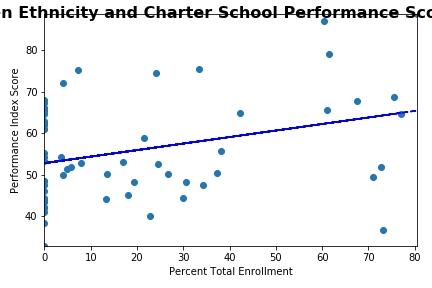 n Ethnicity and Charter School Performance Sco
80
70
60
50
40
Performance Index Score
0 10 20 30 40 50 60 70 80
Percent Total Enrollment